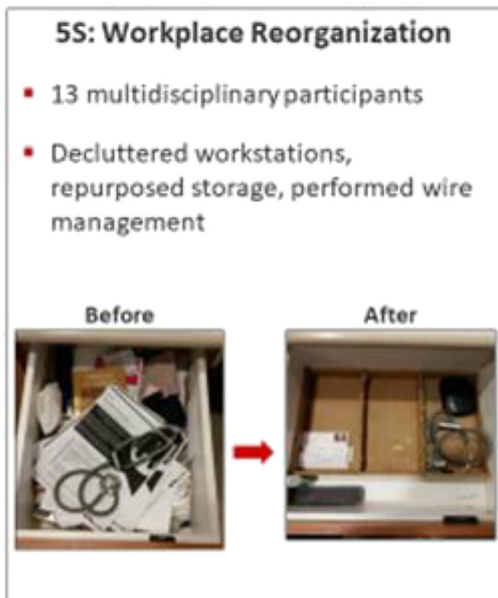 5S: Workplace Reorganization
▪ 13 multidisciplinary participants
▪ Decluttered workstations,
repurposed storage, performed wire
management
Before
After